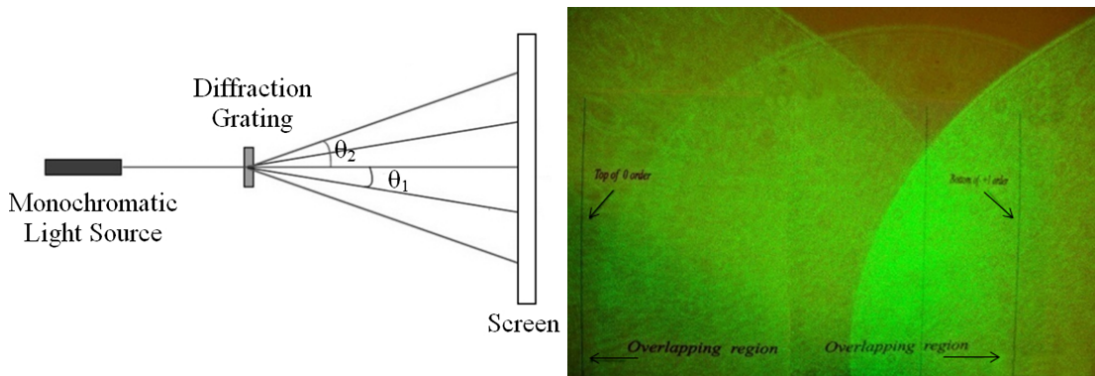 Diffraction
Grating
θ2
θ1
Monochromatic
Light Source
Screen
Top of 0 order
Bottom of +1 order
Overlapping region
Overlapping region